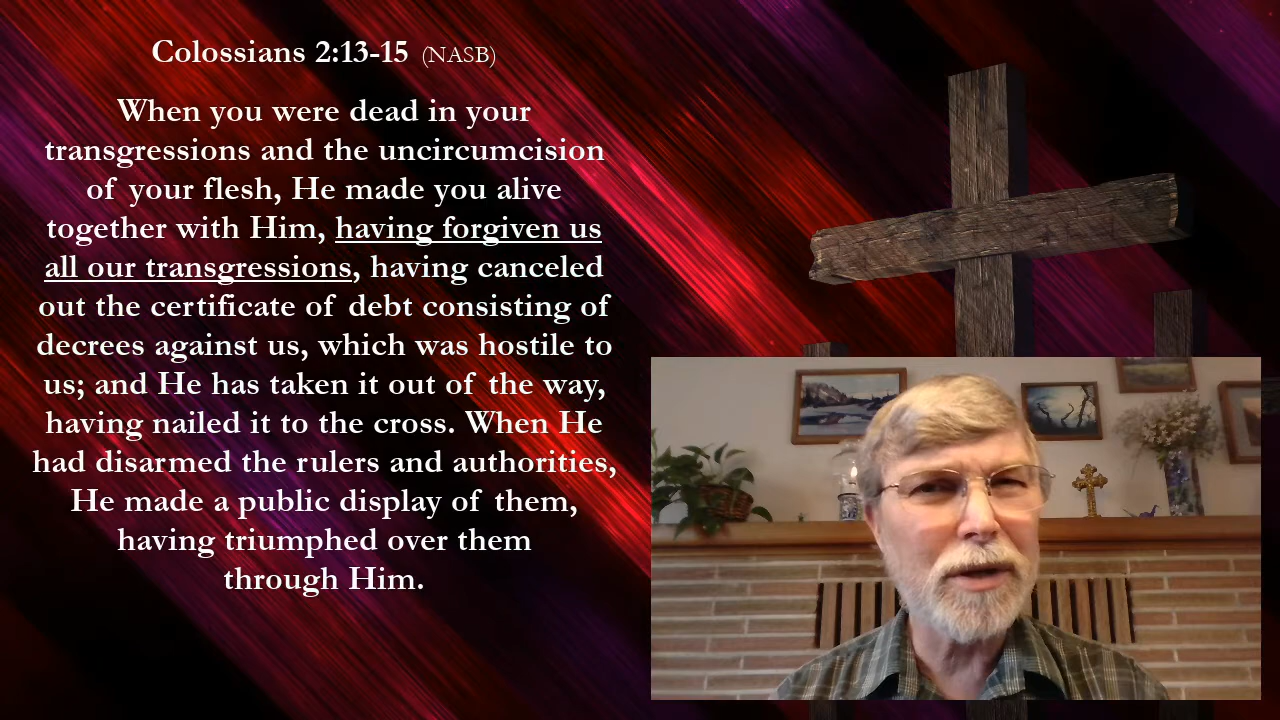 Colossians 2:13-15 (NASB)
When you were dead in your
transgressions and the uncircumcision
of your flesh, He made you alive
together with Him, having forgiven us
all our transgressions, having canceled
out the certificate of debt consisting of
decrees against us, which was hostile to
us; and He has taken it out of the way,
having nailed it to the cross. When He
had disarmed the rulers and authorities,
He made a public display of them,
having triumphed over them
through Him.